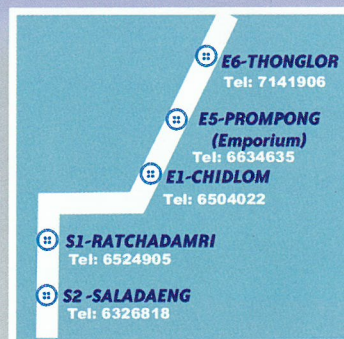 E6-THONGLOR
Tel: 7141906
E5-PROMPONG
(Emporium)
Tel: 6634635
E1-CHIDLOM
Tel: 6504022
S1-RATCHADAMRI
Tel: 6524905
S2-SALADAENG
Tel: 6326818